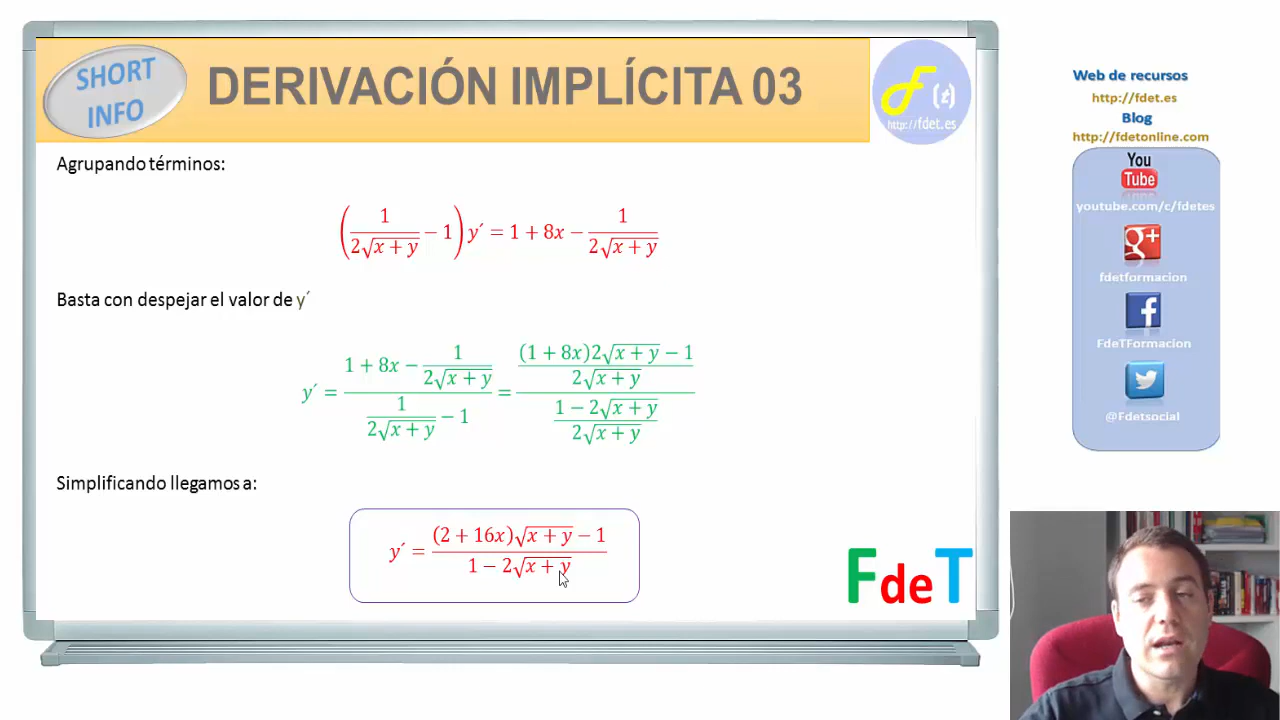 SHORT
INFO
DERIVACIÓN IMPLÍCITA 03
F(t)
http://fdet.es
Agrupando términos:
(1/(2√(x + y)) − 1) y´ = 1 + 8x − 1/(2√(x + y))
Basta con despejar el valor de y´
y´ = (1 + 8x − 1/(2√(x + y)))/(1/(2√(x + y)) − 1) = (((1 + 8x)2√(x + y) − 1)/(2√(x + y)))/((1 − 2√(x + y))/(2√(x + y)))
Simplificando llegamos a:
y´ = ((2 + 16x)√(x + y) − 1)/(1 − 2√(x + y))
FdeT
Web de recursos
http://fdet.es
Blog
http://fdetonline.com
You
Tube
youtube.com/c/fdetes
g+
fdetformacion
f
FdeTFormacion
@Fdetsocial